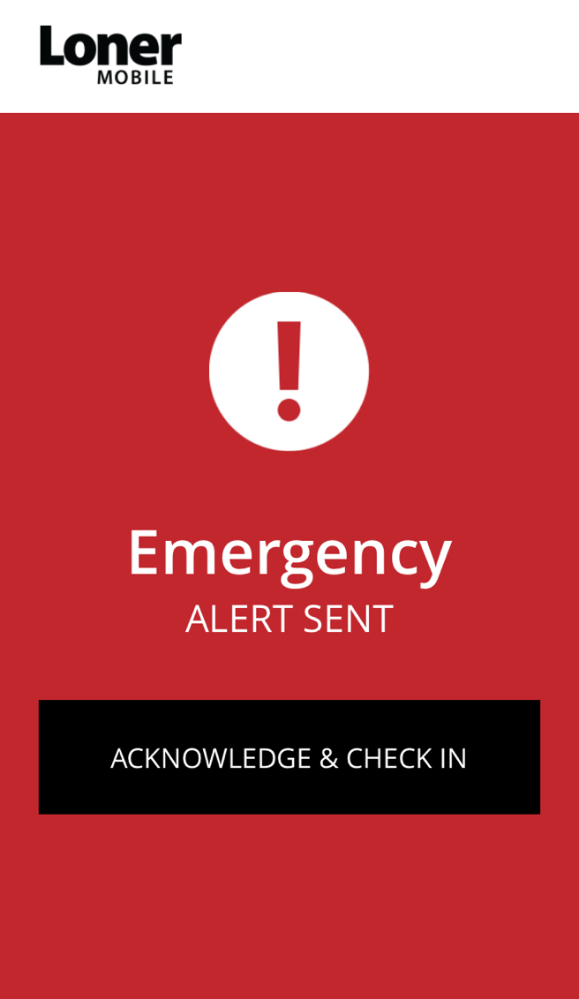 Loner
MOBILE
Emergency
ALERT SENT
ACKNOWLEDGE & CHECK IN